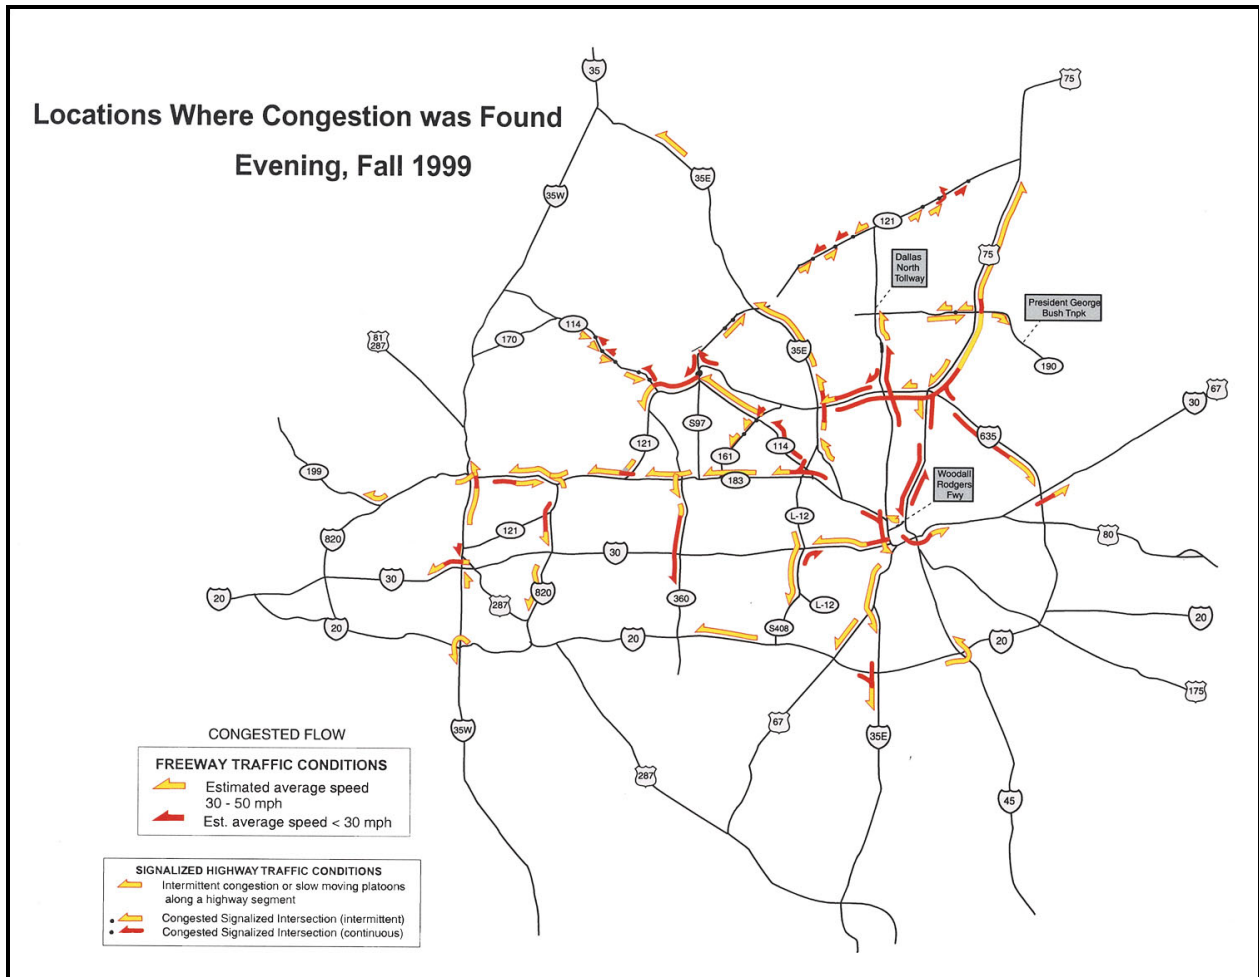 Locations Where Congestion was Found
Evening, Fall 1999
35
75
35E
35W
121
75
Dallas
North
Tollway
President George
Bush Tnpk
114
81
287
170
35E
190
67
30
S97
121
161
114
635
199
183
Woodall
Rodgers
Fwy
L-12
121
820
30
80
30
20
287
820
360
L-12
20
20
S408
20
20
175
35W
67
35E
287
45
CONGESTED FLOW
FREEWAY TRAFFIC CONDITIONS
Estimated average speed
30 - 50 mph
Est. average speed < 30 mph
SIGNALIZED HIGHWAY TRAFFIC CONDITIONS
Intermittent congestion or slow moving platoons
along a highway segment
Congested Signalized Intersection (intermittent)
Congested Signalized Intersection (continuous)